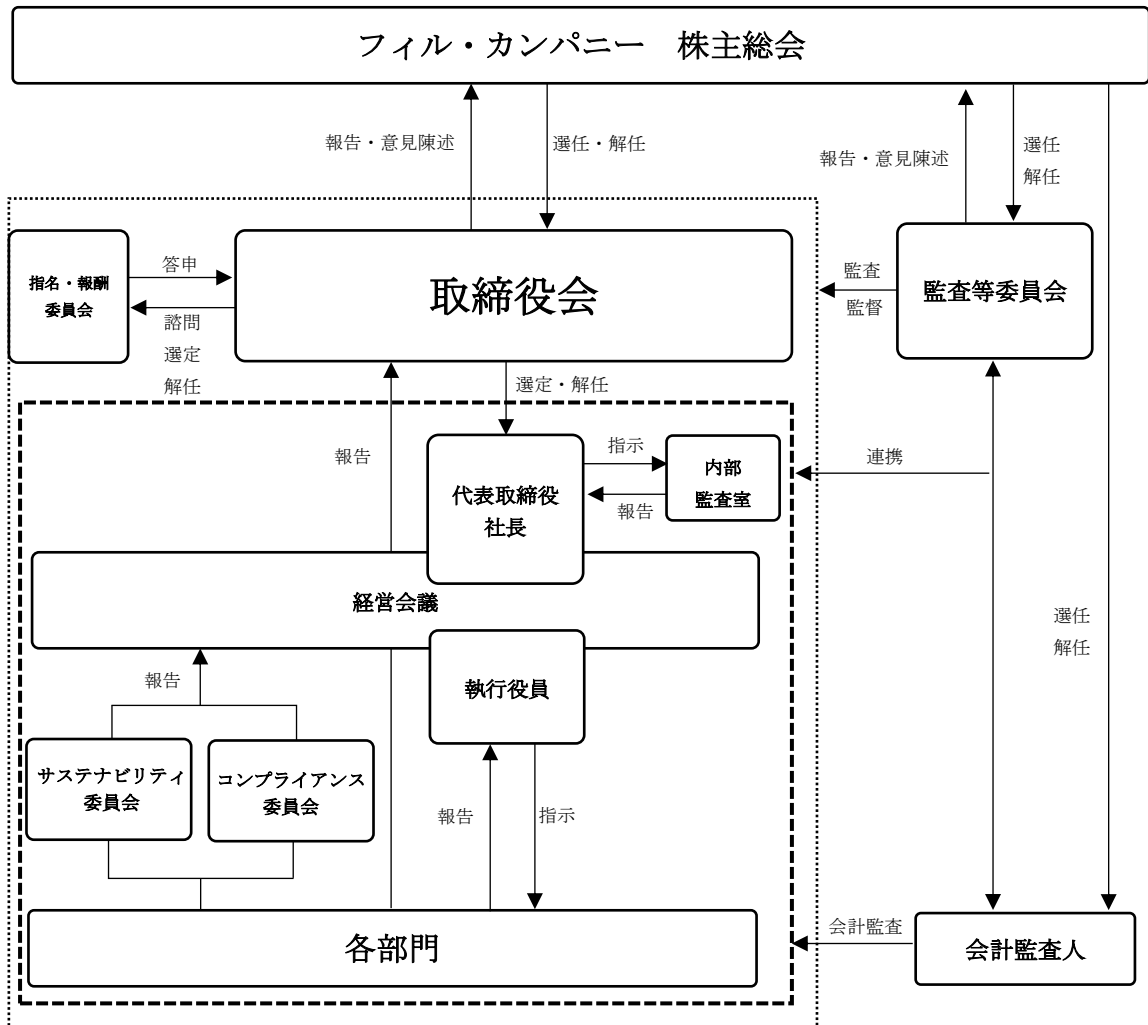 フィル・カンパニー　株主総会
報告・意見陳述
選任・解任
報告・意見陳述
選任
解任
指名・報酬
委員会
答申
諮問
選定
解任
取締役会
監査
監督
監査等委員会
選定・解任
報告
代表取締役
社長
指示
報告
内部
監査室
連携
経営会議
選任
解任
執行役員
報告
サステナビリティ
委員会
コンプライアンス
委員会
報告
指示
各部門
会計監査
会計監査人